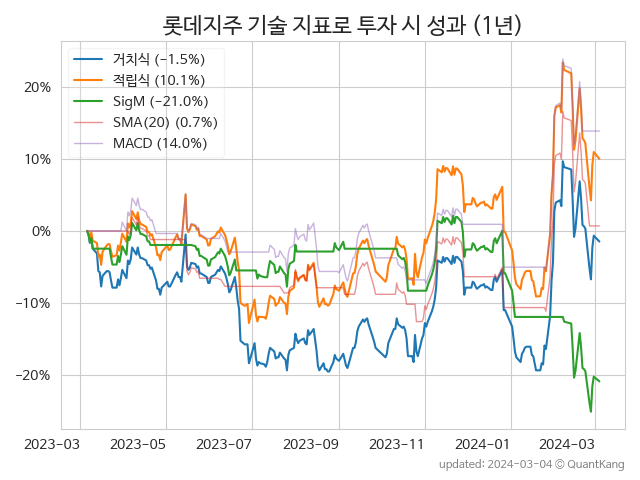 롯데지주 기술 지표로 투자 시 성과 (1년)
거치식 (−1.5%)
적립식 (10.1%)
SigM (−21.0%)
SMA(20) (0.7%)
MACD (14.0%)
20%
10%
0%
−10%
−20%
2023-03 2023-05 2023-07 2023-09 2023-11 2024-01 2024-03
updated: 2024-03-04 ⓒ QuantKang